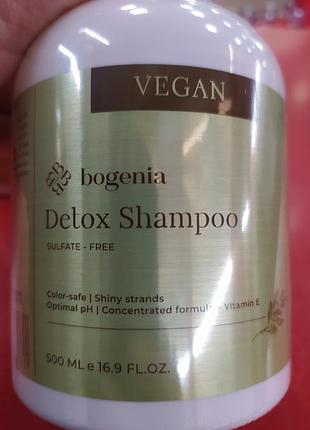 VEGAN
bogenia
Detox Shampoo
SULFATE - FREE
Color-safe | Shiny strands
Optimal pH | Concentrated formula - Vitamin E
500 ML e 16.9 FL.OZ.